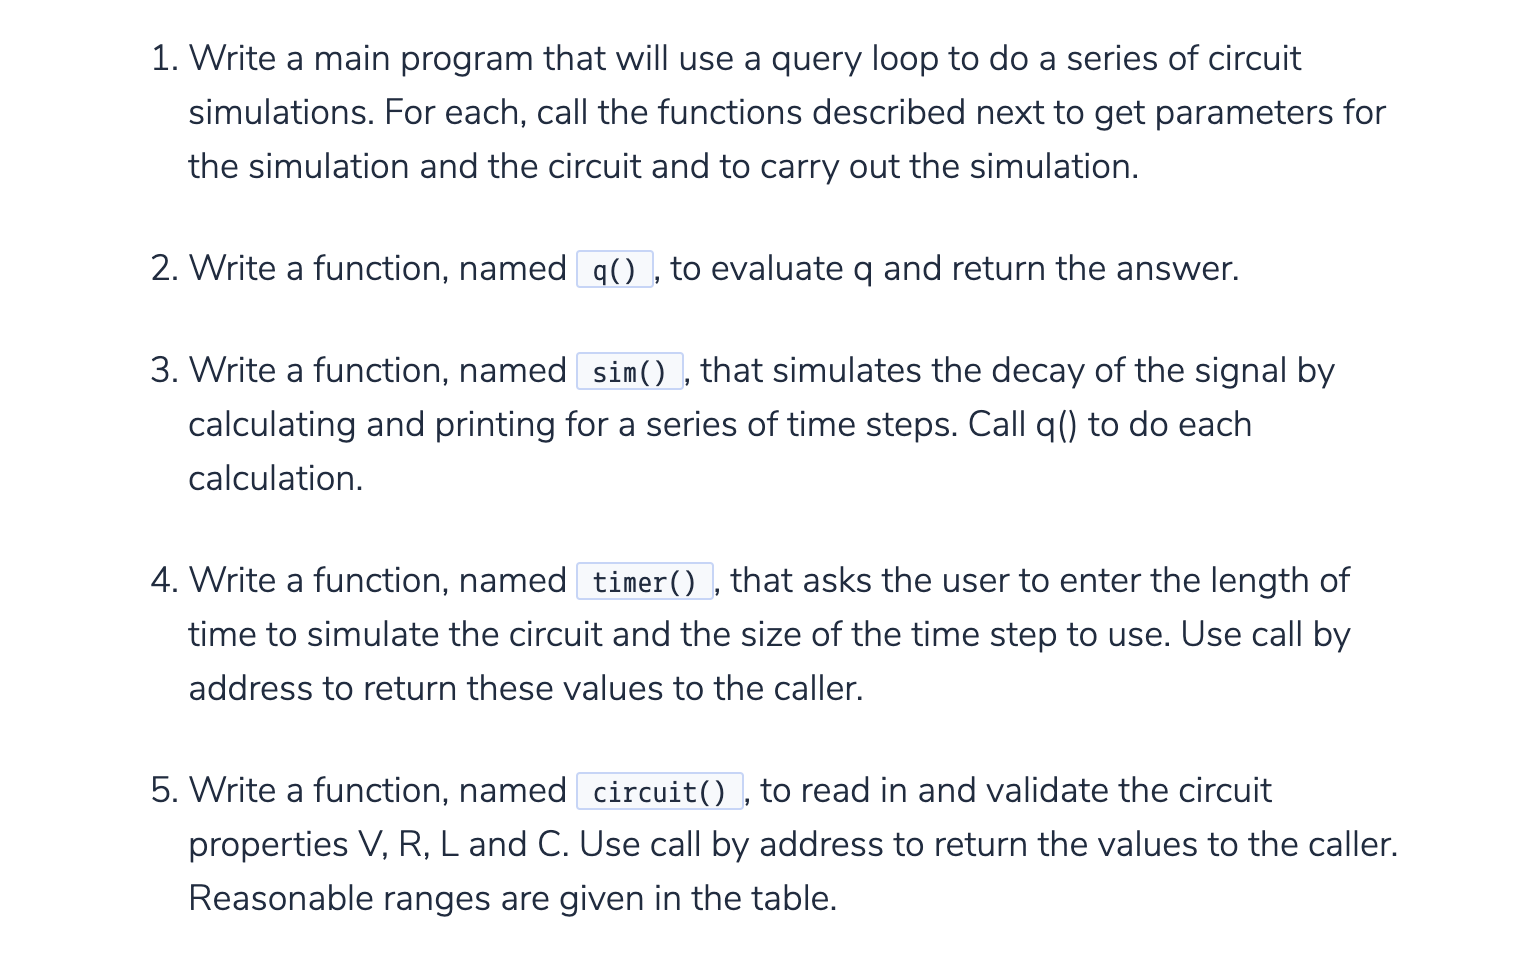 1. Write a main program that will use a query loop to do a series of circuit
simulations. For each, call the functions described next to get parameters for
the simulation and the circuit and to carry out the simulation.
2. Write a function, named q(), to evaluate q and return the answer.
3. Write a function, named sim(), that simulates the decay of the signal by
calculating and printing for a series of time steps. Call q() to do each
calculation.
4. Write a function, named timer(), that asks the user to enter the length of
time to simulate the circuit and the size of the time step to use. Use call by
address to return these values to the caller.
5. Write a function, named circuit(), to read in and validate the circuit
properties V, R, L and C. Use call by address to return the values to the caller.
Reasonable ranges are given in the table.